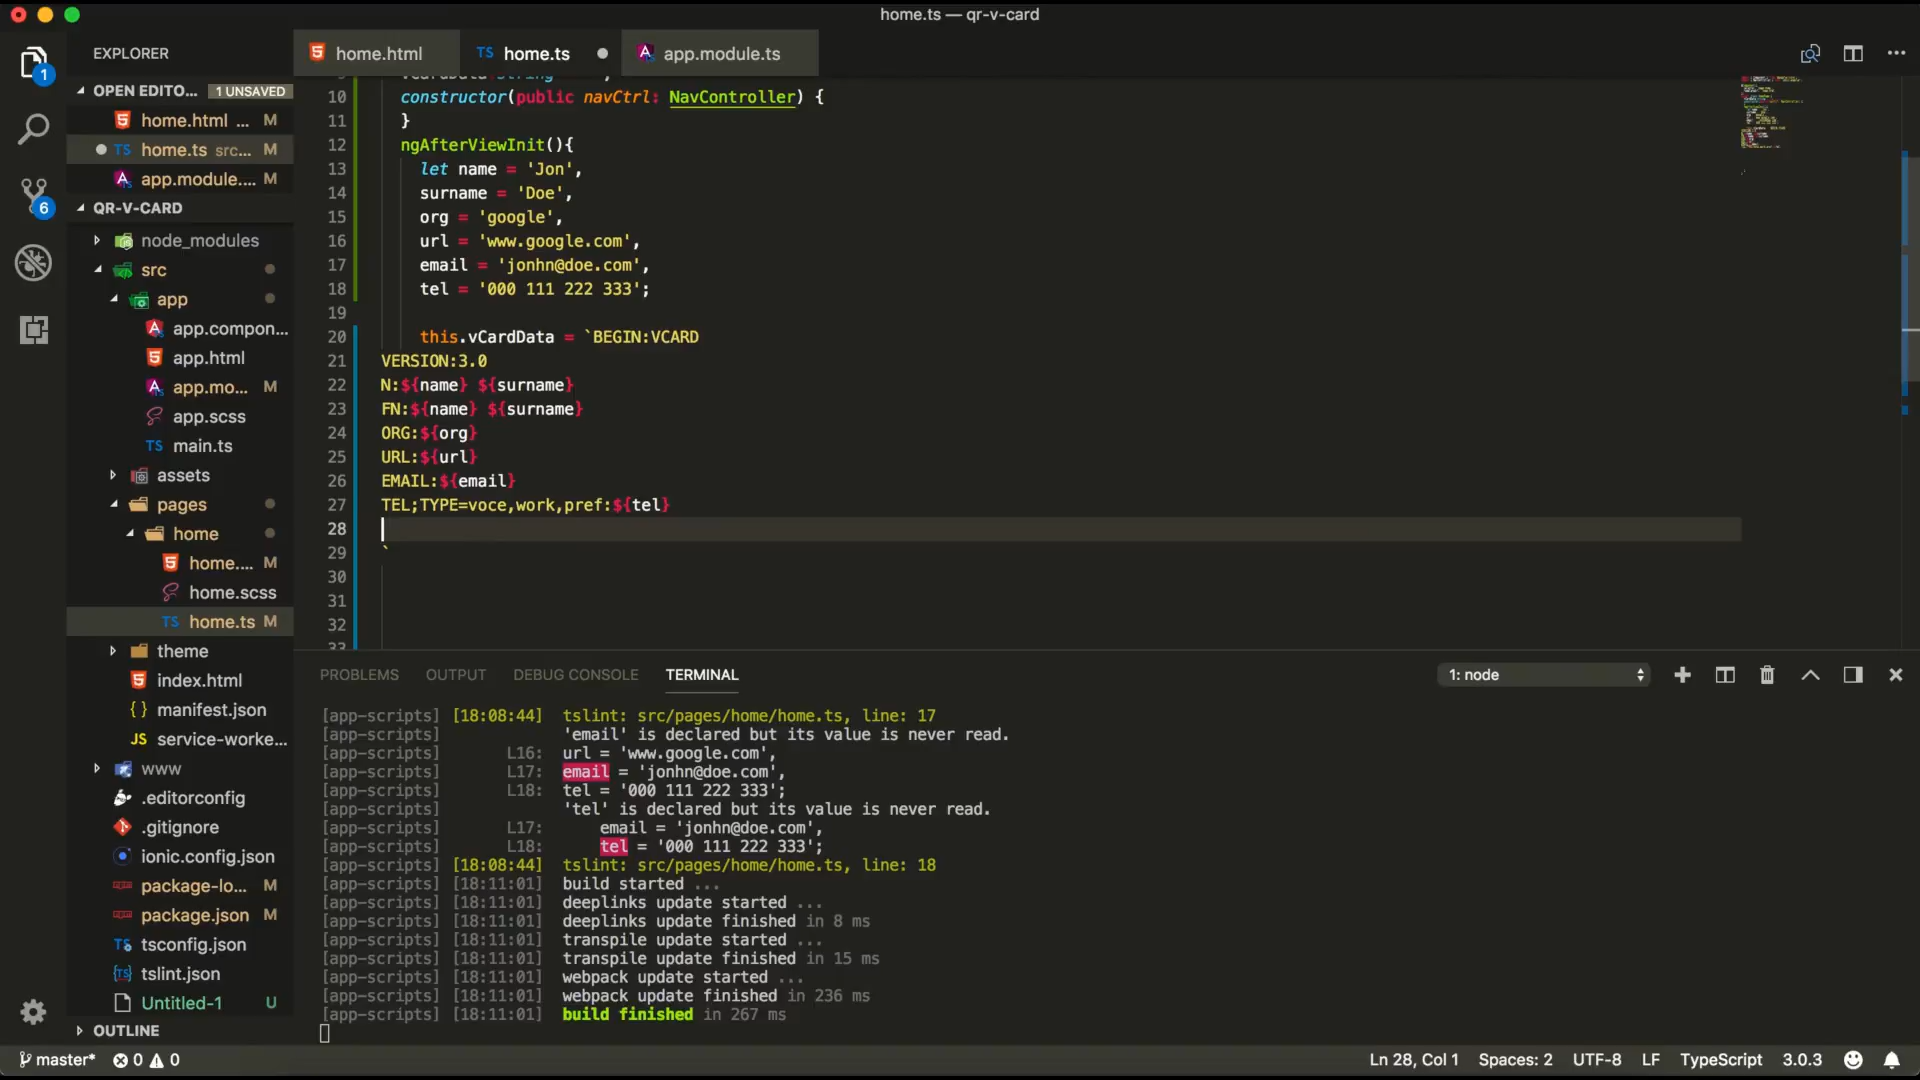 home.ts — qr-v-card
EXPLORER
home.html
TS home.ts
app.module.ts
1
OPEN EDITO... 1 UNSAVED
home.html ... M
TS home.ts src... M
app.module.... M
6
QR-V-CARD
node_modules
src
app
app.compon...
app.html
app.mo... M
app.scss
TS main.ts
assets
pages
home
home.... M
home.scss
TS home.ts M
theme
index.html
{ } manifest.json
JS service-worke...
www
.editorconfig
.gitignore
ionic.config.json
package-lo... M
package.json M
tsconfig.json
tslint.json
Untitled-1 U
OUTLINE
10 constructor(public navCtrl: NavController) {
11 }
12 ngAfterViewInit(){
13 let name = 'Jon',
14 surname = 'Doe',
15 org = 'google',
16 url = 'www.google.com',
17 email = 'jonhn@doe.com',
18 tel = '000 111 222 333';
19
20 this.vCardData = `BEGIN:VCARD
21 VERSION:3.0
22 N:${name} ${surname}
23 FN:${name} ${surname}
24 ORG:${org}
25 URL:${url}
26 EMAIL:${email}
27 TEL;TYPE=voce,work,pref:${tel}
28
29 `
30
31
32
33
PROBLEMS OUTPUT DEBUG CONSOLE TERMINAL
1: node
[app-scripts] [18:08:44] tslint: src/pages/home/home.ts, line: 17
[app-scripts] 'email' is declared but its value is never read.
[app-scripts] L16: url = 'www.google.com',
[app-scripts] L17: email = 'jonhn@doe.com',
[app-scripts] L18: tel = '000 111 222 333';
[app-scripts] 'tel' is declared but its value is never read.
[app-scripts] L17: email = 'jonhn@doe.com',
[app-scripts] L18: tel = '000 111 222 333';
[app-scripts] [18:08:44] tslint: src/pages/home/home.ts, line: 18
[app-scripts] [18:11:01] build started ...
[app-scripts] [18:11:01] deeplinks update started ...
[app-scripts] [18:11:01] deeplinks update finished in 8 ms
[app-scripts] [18:11:01] transpile update started ...
[app-scripts] [18:11:01] transpile update finished in 15 ms
[app-scripts] [18:11:01] webpack update started ...
[app-scripts] [18:11:01] webpack update finished in 236 ms
[app-scripts] [18:11:01] build finished in 267 ms
master* 0 0
Ln 28, Col 1 Spaces: 2 UTF-8 LF TypeScript 3.0.3